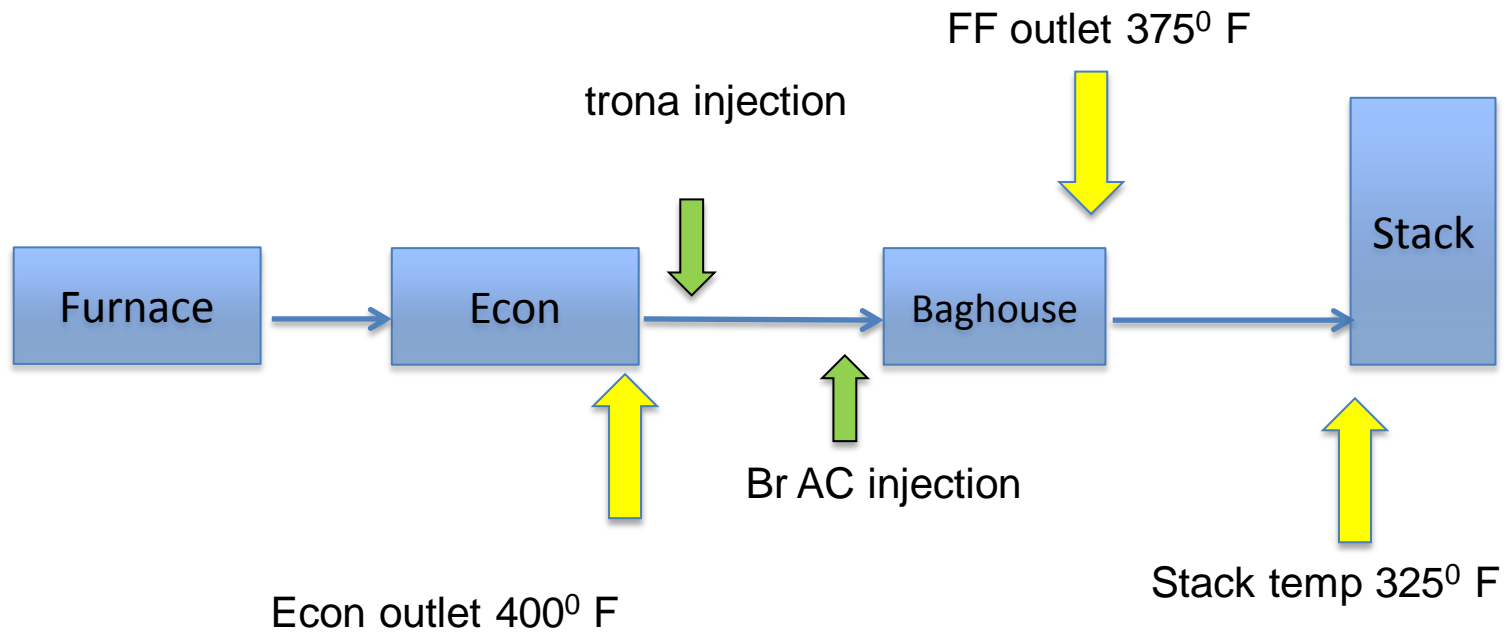 FF outlet 375⁰ F
trona injection
Furnace
Econ
Baghouse
Stack
Br AC injection
Econ outlet 400⁰ F
Stack temp 325⁰ F